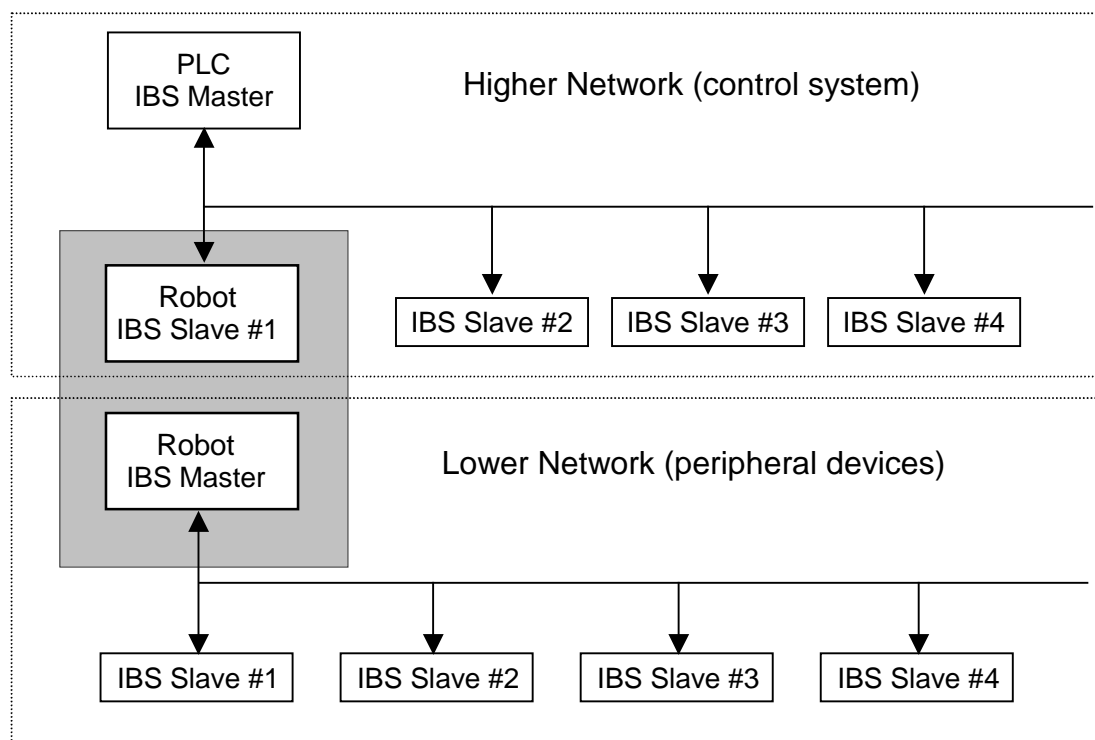 PLC
IBS Master
Higher Network (control system)
Robot
IBS Slave #1
IBS Slave #2
IBS Slave #3
IBS Slave #4
Robot
IBS Master
Lower Network (peripheral devices)
IBS Slave #1
IBS Slave #2
IBS Slave #3
IBS Slave #4